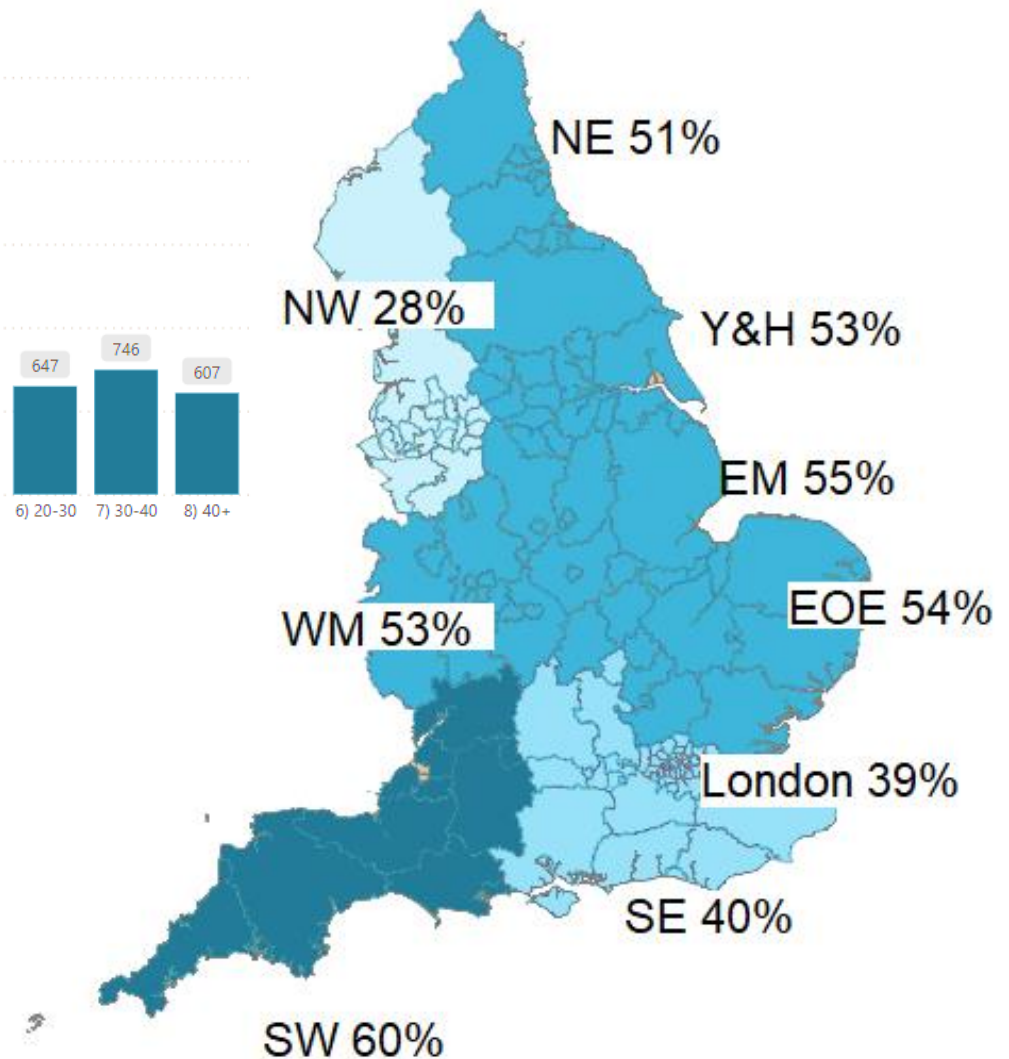 NE 51%
NW 28%
Y&H 53%
746
647
607
EM 55%
6) 20-30
7) 30-40
8) 40+
EOE 54%
WM 53%
London 39%
SE 40%
SW 60%